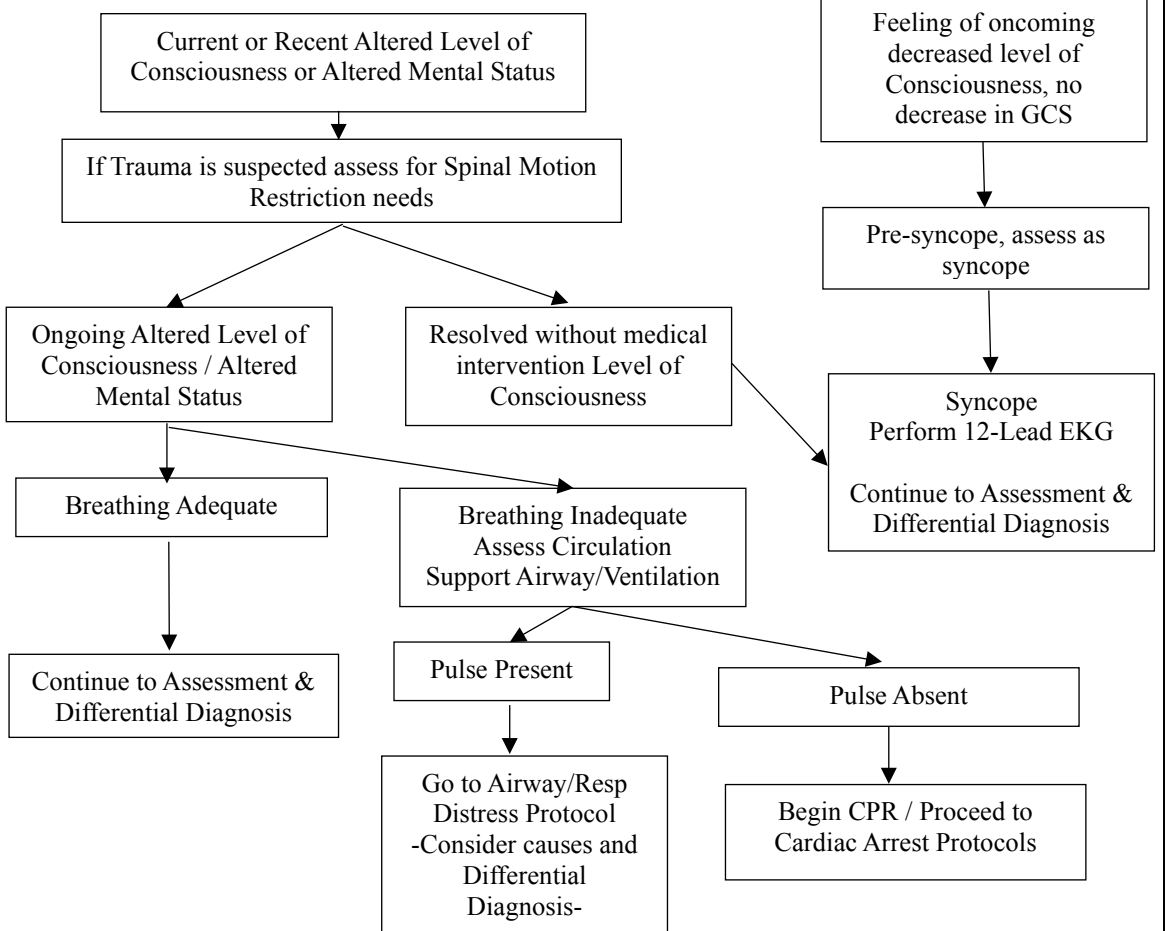 Current or Recent Altered Level of
Consciousness or Altered Mental Status
Feeling of oncoming
decreased level of
Consciousness, no
decrease in GCS
If Trauma is suspected assess for Spinal Motion
Restriction needs
Pre-syncope, assess as
syncope
Ongoing Altered Level of
Consciousness / Altered
Mental Status
Resolved without medical
intervention Level of
Consciousness
Syncope
Perform 12-Lead EKG
Continue to Assessment &
Differential Diagnosis
Breathing Adequate
Breathing Inadequate
Assess Circulation
Support Airway/Ventilation
Continue to Assessment &
Differential Diagnosis
Pulse Present
Pulse Absent
Go to Airway/Resp
Distress Protocol
-Consider causes and
Differential
Diagnosis-
Begin CPR / Proceed to
Cardiac Arrest Protocols